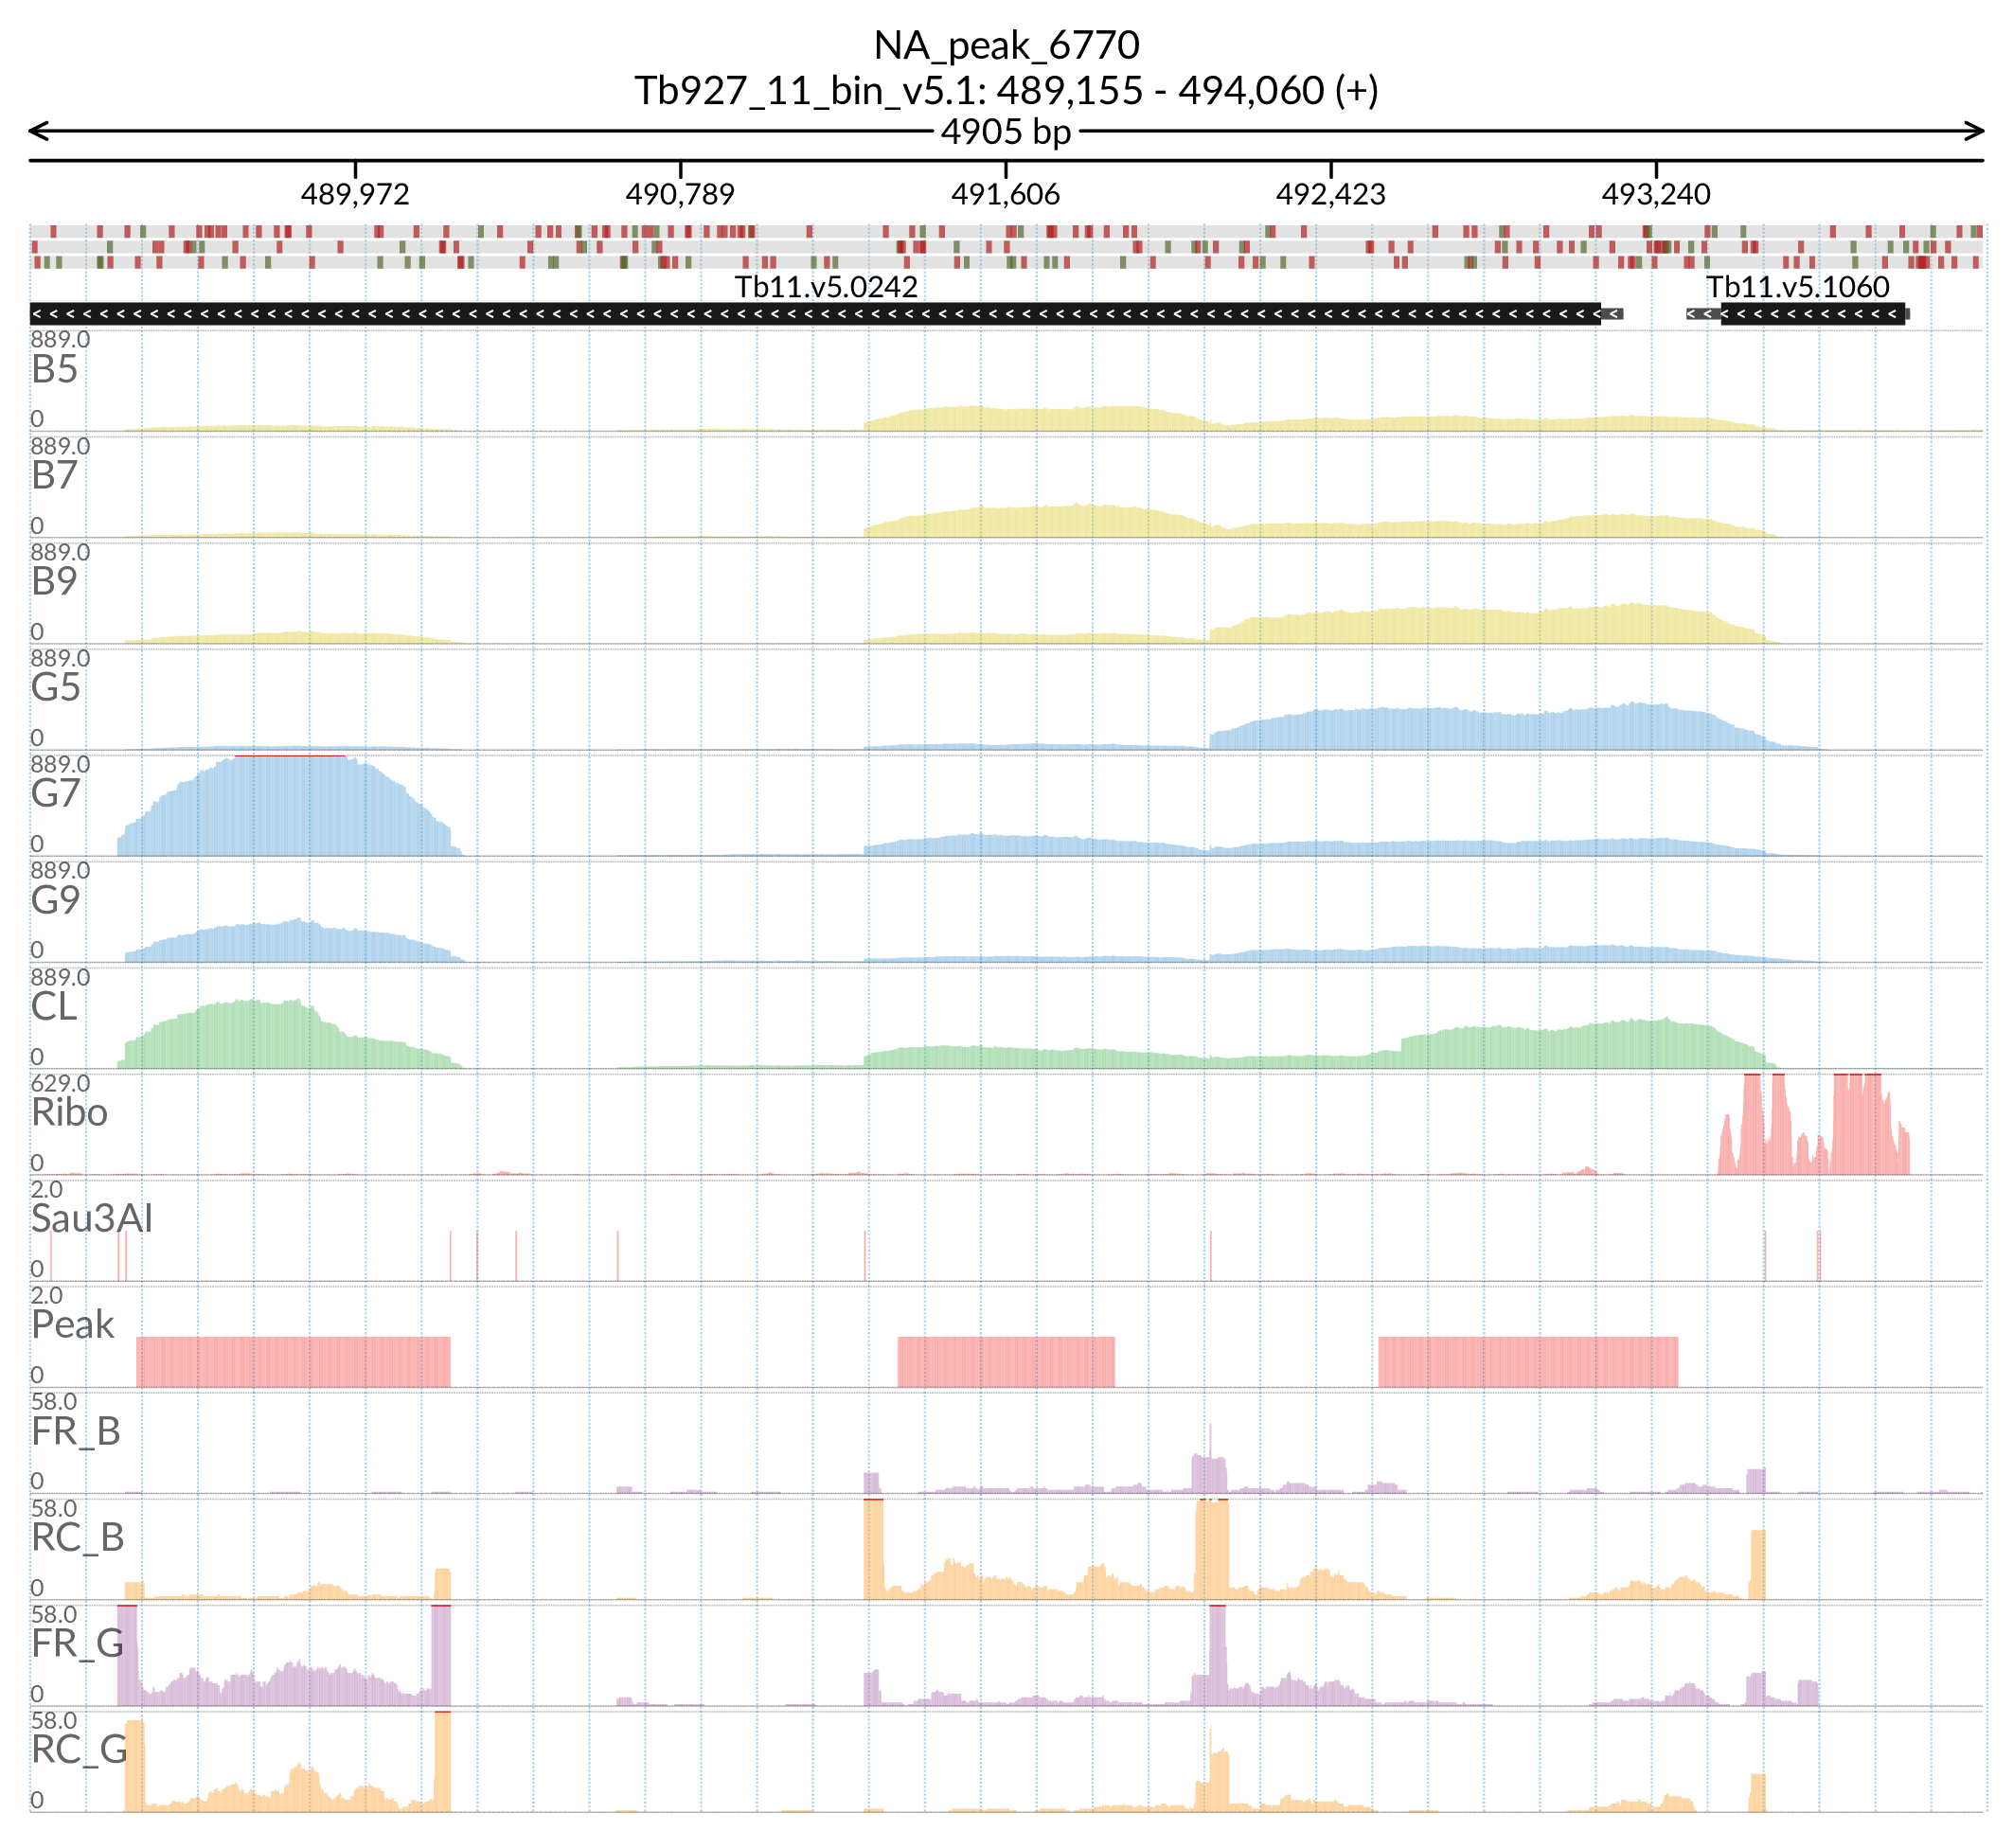 NA_peak_6770
Tb927_11_bin_v5.1: 489,155 - 494,060 (+)
4905 bp
489,972 490,789 491,606 492,423 493,240
Tb11.v5.0242 Tb11.v5.1060
889.0
B5
0
889.0
B7
0
889.0
B9
0
889.0
G5
0
889.0
G7
0
889.0
G9
0
889.0
CL
0
629.0
Ribo
0
2.0
Sau3AI
0
2.0
Peak
0
58.0
FR_B
0
58.0
RC_B
0
58.0
FR_G
0
58.0
RC_G
0